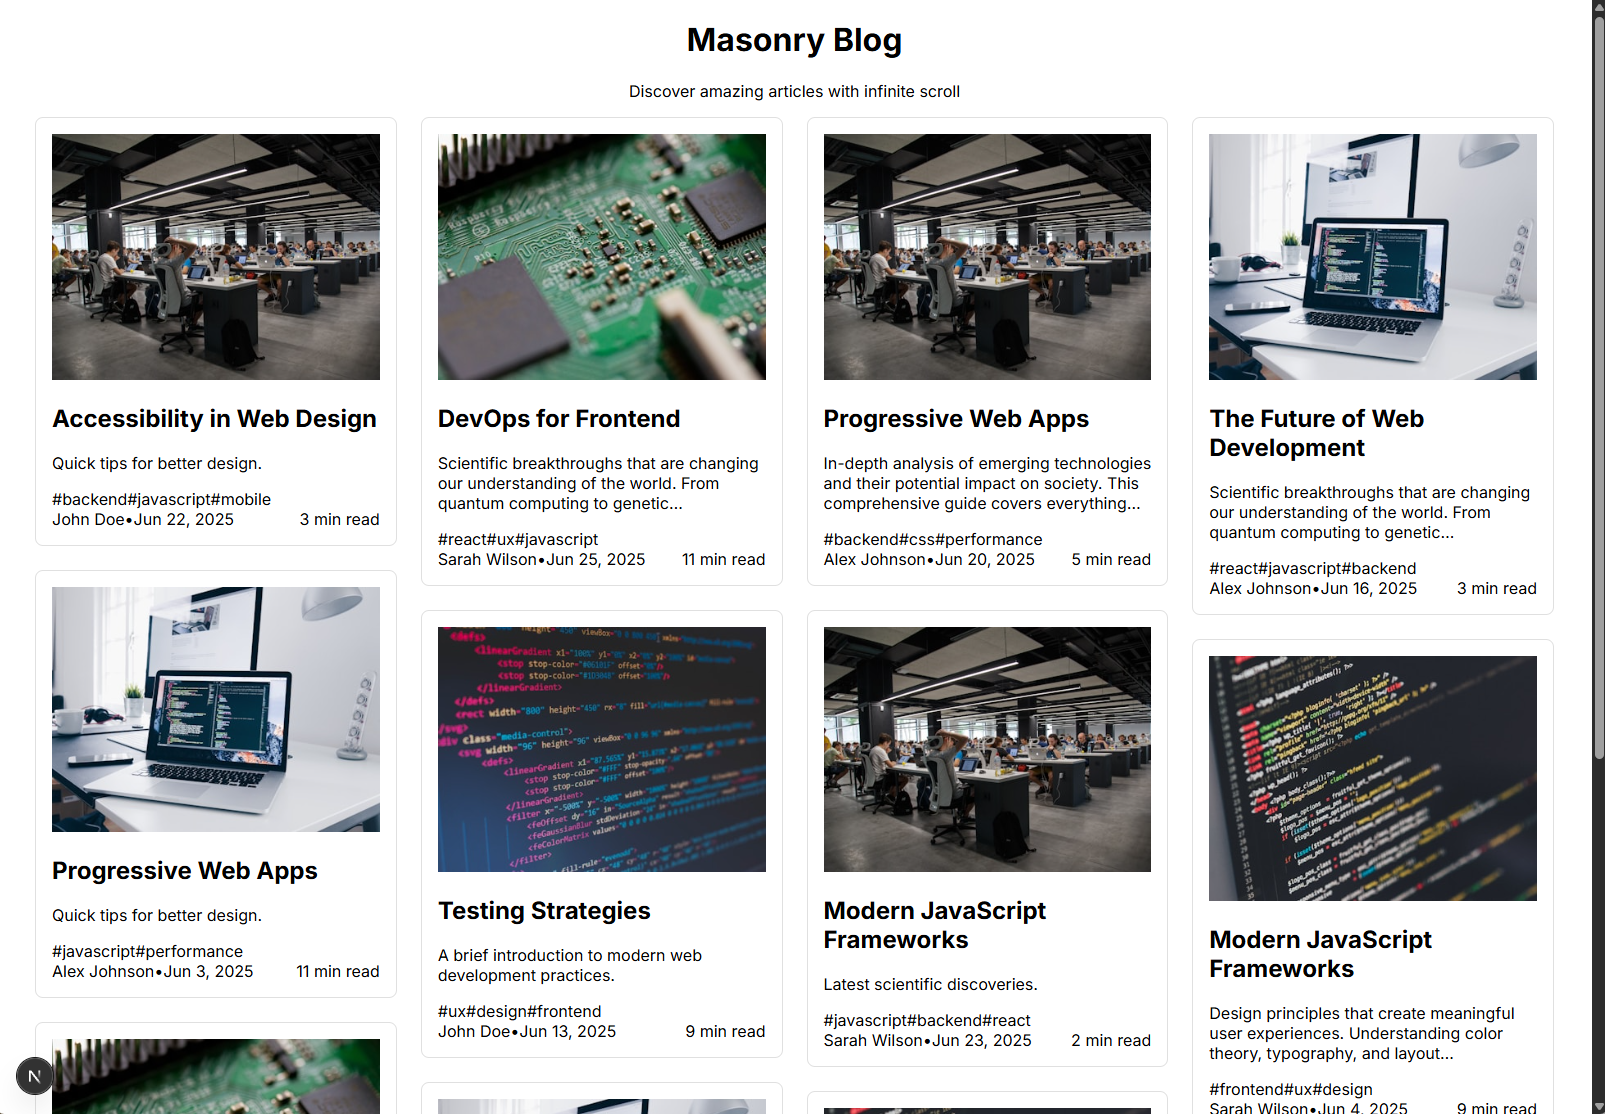 Masonry Blog
Discover amazing articles with infinite scroll
Accessibility in Web Design
Quick tips for better design.
#backend#javascript#mobile
John Doe•Jun 22, 2025 3 min read
DevOps for Frontend
Scientific breakthroughs that are changing
our understanding of the world. From
quantum computing to genetic...
#react#ux#javascript
Sarah Wilson•Jun 25, 2025 11 min read
Progressive Web Apps
In-depth analysis of emerging technologies
and their potential impact on society. This
comprehensive guide covers everything...
#backend#css#performance
Alex Johnson•Jun 20, 2025 5 min read
The Future of Web
Development
Scientific breakthroughs that are changing
our understanding of the world. From
quantum computing to genetic...
#react#javascript#backend
Alex Johnson•Jun 16, 2025 3 min read
Progressive Web Apps
Quick tips for better design.
#javascript#performance
Alex Johnson•Jun 3, 2025 11 min read
Testing Strategies
A brief introduction to modern web
development practices.
#ux#design#frontend
John Doe•Jun 13, 2025 9 min read
Modern JavaScript
Frameworks
Latest scientific discoveries.
#javascript#backend#react
Sarah Wilson•Jun 23, 2025 2 min read
Modern JavaScript
Frameworks
Design principles that create meaningful
user experiences. Understanding color
theory, typography, and layout...
#frontend#ux#design
Sarah Wilson•Jun 4, 2025 9 min read
N